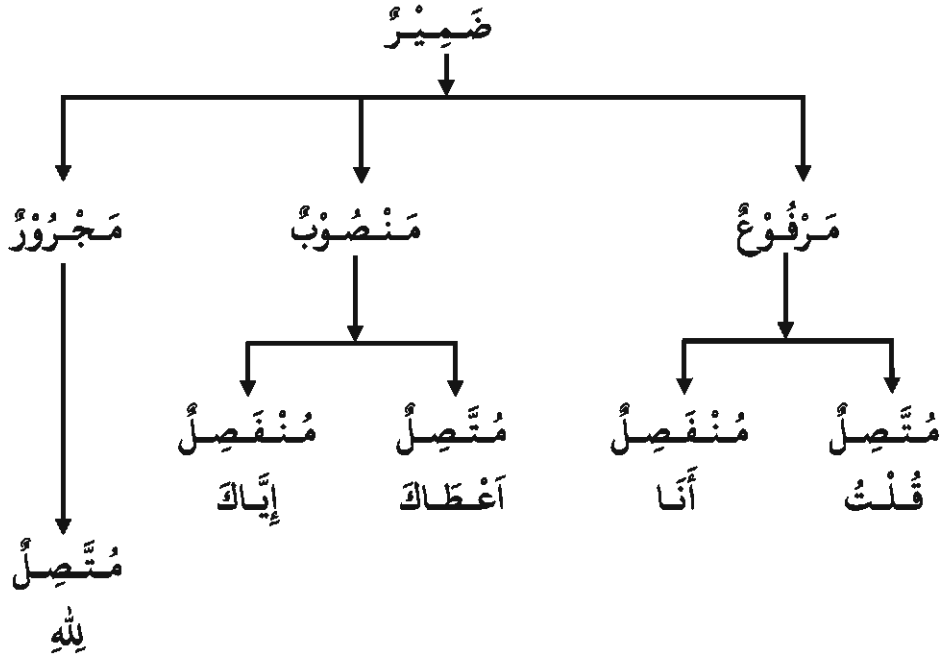 ضَمِيْرٌ
مَرْفُوْعٌ مَنْصُوْبٌ مَجْرُوْرٌ
مُتَّصِلٌ مُنْفَصِلٌ مُتَّصِلٌ مُنْفَصِلٌ
قُلْتُ أَنَا اَعْطَاكَ إِيَّاكَ
مُتَّصِلٌ
لِلّٰهِ